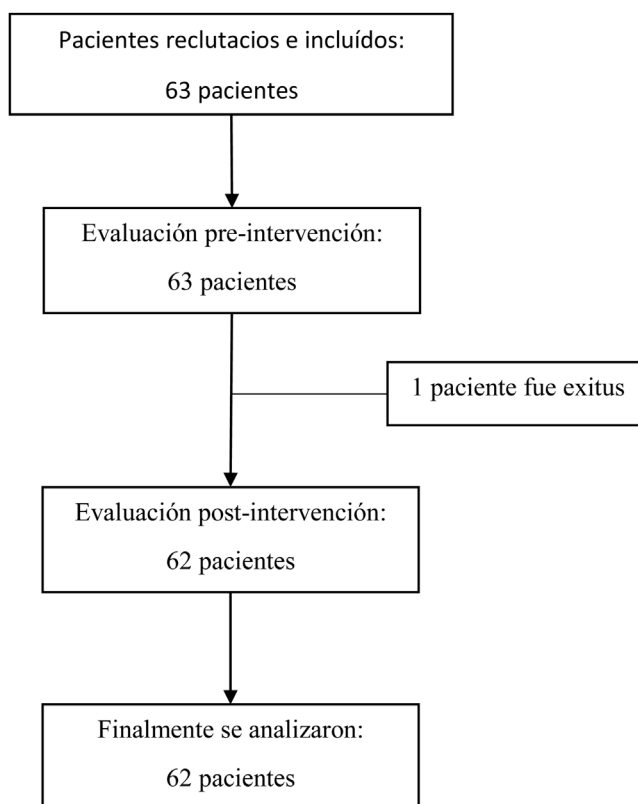 Pacientes reclutacios e incluídos:
63 pacientes
Evaluación pre-intervención:
63 pacientes
1 paciente fue exitus
Evaluación post-intervención:
62 pacientes
Finalmente se analizaron:
62 pacientes